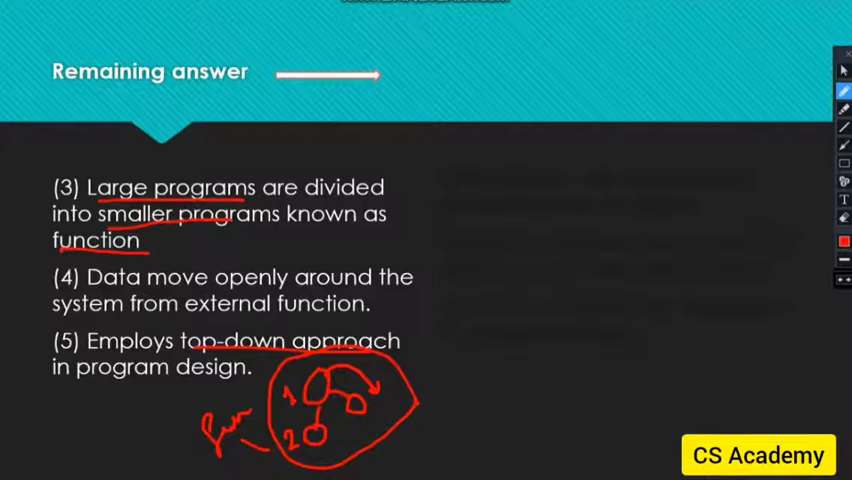 Remaining answer
(3) Large programs are divided
into smaller programs known as
function
(4) Data move openly around the
system from external function.
(5) Employs top-down approach
in program design.
1
2
CS Academy